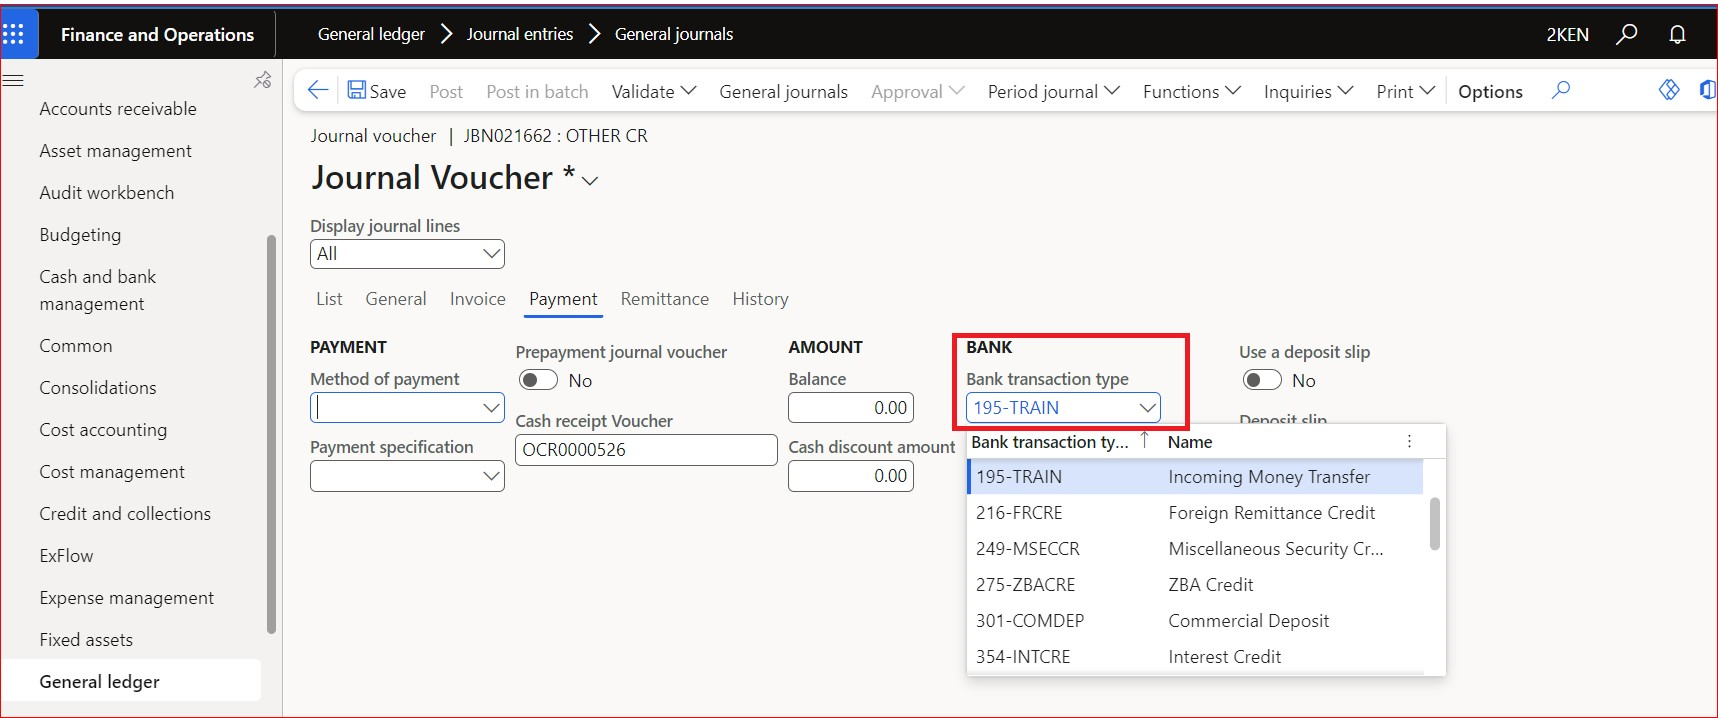 Finance and Operations
General ledger > Journal entries > General journals
2KEN
Save Post Post in batch Validate General journals Approval Period journal Functions Inquiries Print Options
Accounts receivable
Asset management
Audit workbench
Budgeting
Cash and bank
management
Common
Consolidations
Cost accounting
Cost management
Credit and collections
ExFlow
Expense management
Fixed assets
General ledger
Journal voucher | JBN021662 : OTHER CR
Journal Voucher *
Display journal lines
All
List General Invoice Payment Remittance History
PAYMENT
Method of payment
Payment specification
Prepayment journal voucher
No
Cash receipt Voucher
OCR0000526
AMOUNT
Balance
0.00
Cash discount amount
0.00
BANK
Bank transaction type
195-TRAIN
Bank transaction ty... ↑ Name
195-TRAIN Incoming Money Transfer
216-FRCRE Foreign Remittance Credit
249-MSECCR Miscellaneous Security Cr...
275-ZBACRE ZBA Credit
301-COMDEP Commercial Deposit
354-INTCRE Interest Credit
Use a deposit slip
No
Deposit slip